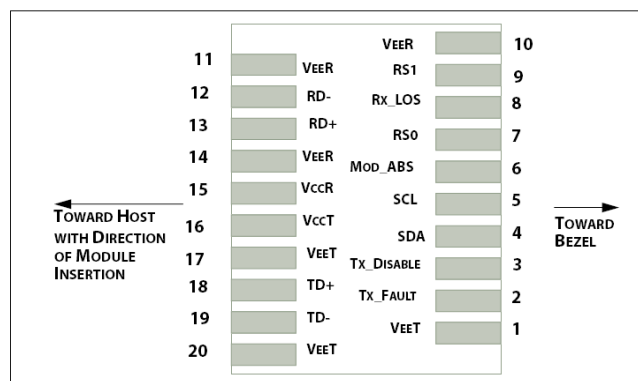 11 VEER
12 RD-
13 RD+
14 VEER
15 VCCR
16 VCCT
17 VEET
18 TD+
19 TD-
20 VEET
VEER 10
RS1 9
RX_LOS 8
RS0 7
MOD_ABS 6
SCL 5
SDA 4
TX_DISABLE 3
TX_FAULT 2
VEET 1
TOWARD HOST
WITH DIRECTION
OF MODULE
INSERTION
TOWARD
BEZEL